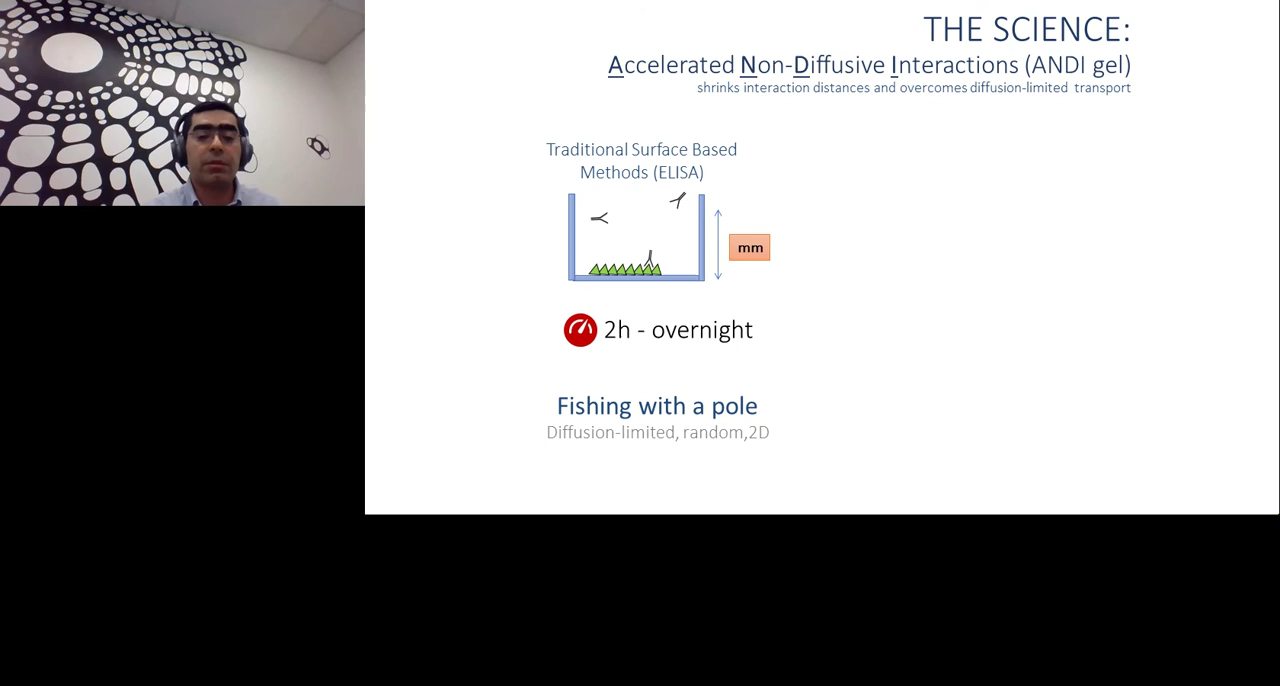 THE SCIENCE:
Accelerated Non-Diffusive Interactions (ANDI gel)
shrinks interaction distances and overcomes diffusion-limited transport
Traditional Surface Based
Methods (ELISA)
mm
2h - overnight
Fishing with a pole
Diffusion-limited, random,2D